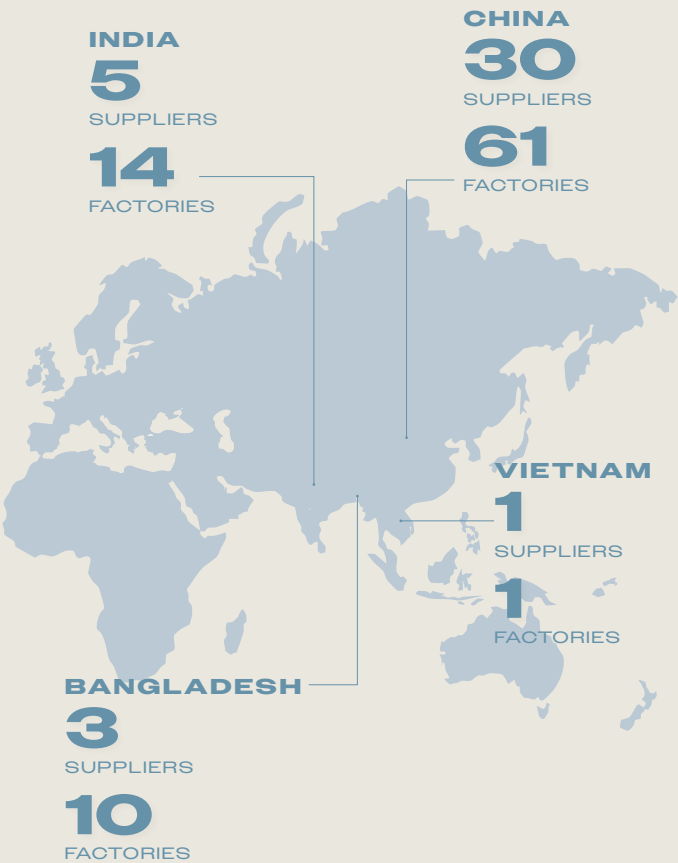 INDIA
5
SUPPLIERS
14
FACTORIES
CHINA
30
SUPPLIERS
61
FACTORIES
VIETNAM
1
SUPPLIERS
1
FACTORIES
BANGLADESH
3
SUPPLIERS
10
FACTORIES